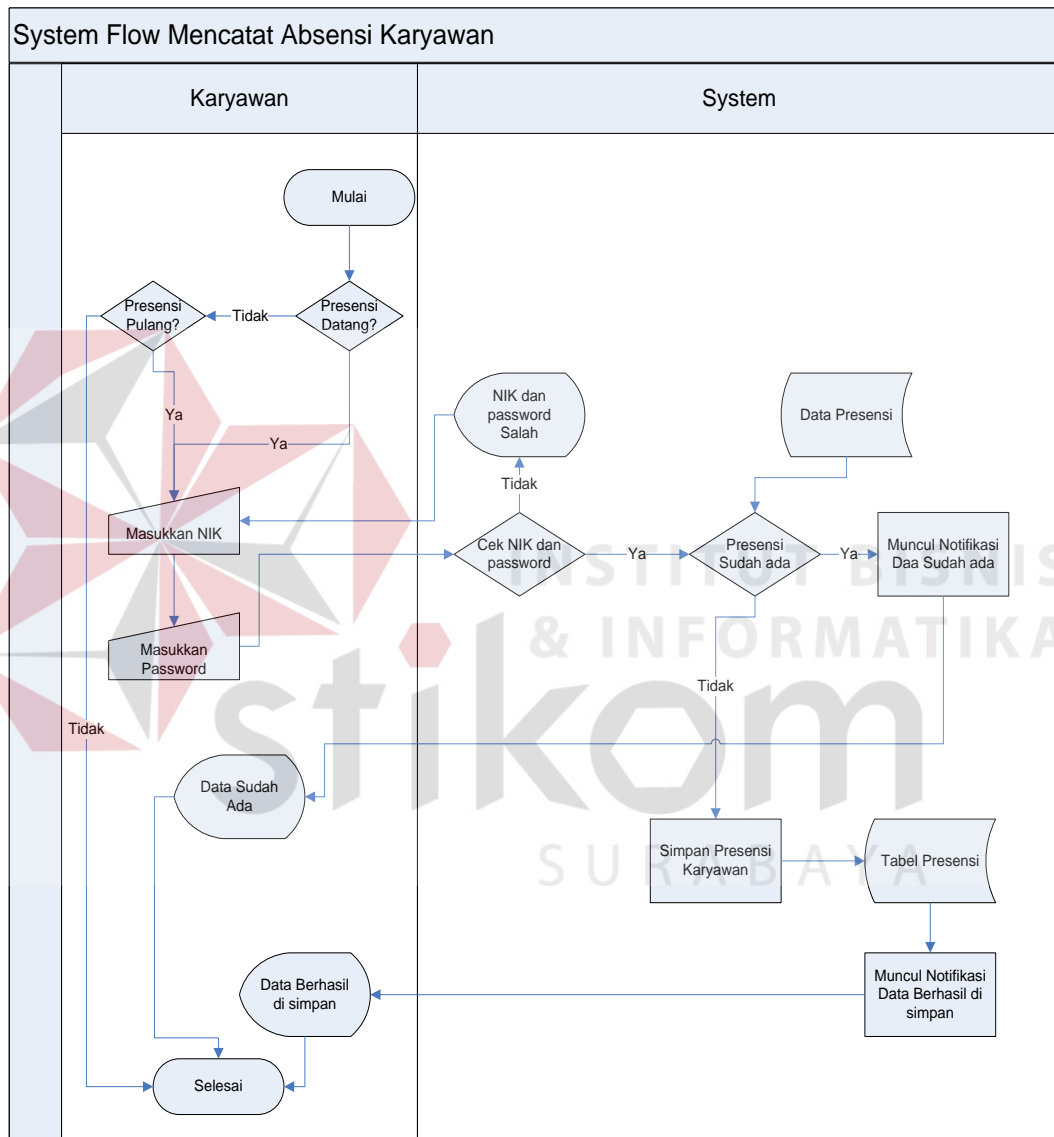 System Flow Mencatat Absensi Karyawan
Karyawan
System
Mulai
Presensi
Pulang?
Tidak
Presensi
Datang?
Ya
Ya
NIK dan
password
Salah
Data Presensi
Tidak
Masukkan NIK
Cek NIK dan
password
Ya
Presensi
Sudah ada
Ya
Muncul Notifikasi
Daa Sudah ada
INSTITUT BISNIS
& INFORMATIKA
Masukkan
Password
Tidak
stikom
Tidak
Data Sudah
Ada
Simpan Presensi
Karyawan
Tabel Presensi
SURABAYA
Data Berhasil
di simpan
Muncul Notifikasi
Data Berhasil di
simpan
Selesai